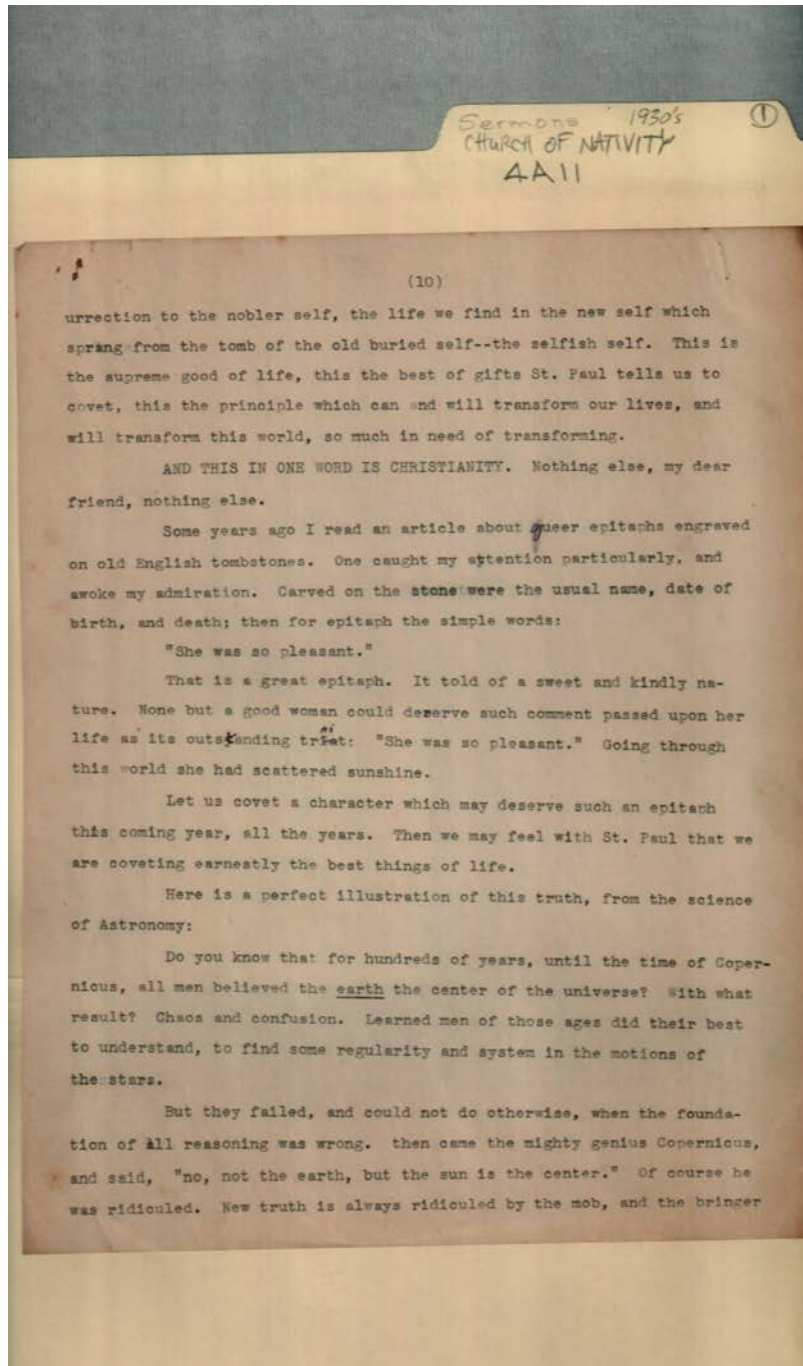 Sermons 1930's ①
CHURCH OF NATIVITY
4A11
(10)
urrection to the nobler self, the life we find in the new self which
sprang from the tomb of the old buried self--the selfish self. This is
the supreme good of life, this the best of gifts St. Paul tells us to
covet, this the principle which can and will transform our lives, and
will transform this world, so much in need of transforming.
AND THIS IN ONE WORD IS CHRISTIANITY. Nothing else, my dear
friend, nothing else.
Some years ago I read an article about queer epitaphs engraved
on old English tombstones. One caught my attention particularly, and
awoke my admiration. Carved on the stone were the usual name, date of
birth, and death; then for epitaph the simple words:
"She was so pleasant."
That is a great epitaph. It told of a sweet and kindly na-
ture. None but a good woman could deserve such comment passed upon her
life as its outstanding trait: "She was so pleasant." Going through
this world she had scattered sunshine.
Let us covet a character which may deserve such an epitaph
this coming year, all the years. Then we may feel with St. Paul that we
are coveting earnestly the best things of life.
Here is a perfect illustration of this truth, from the science
of Astronomy:
Do you know that for hundreds of years, until the time of Coper-
nicus, all men believed the earth the center of the universe? With what
result? Chaos and confusion. Learned men of those ages did their best
to understand, to find some regularity and system in the motions of
the stars.
But they failed, and could not do otherwise, when the founda-
tion of all reasoning was wrong. then came the mighty genius Copernicus,
and said, "no, not the earth, but the sun is the center." Of course he
was ridiculed. New truth is always ridiculed by the mob, and the bringer